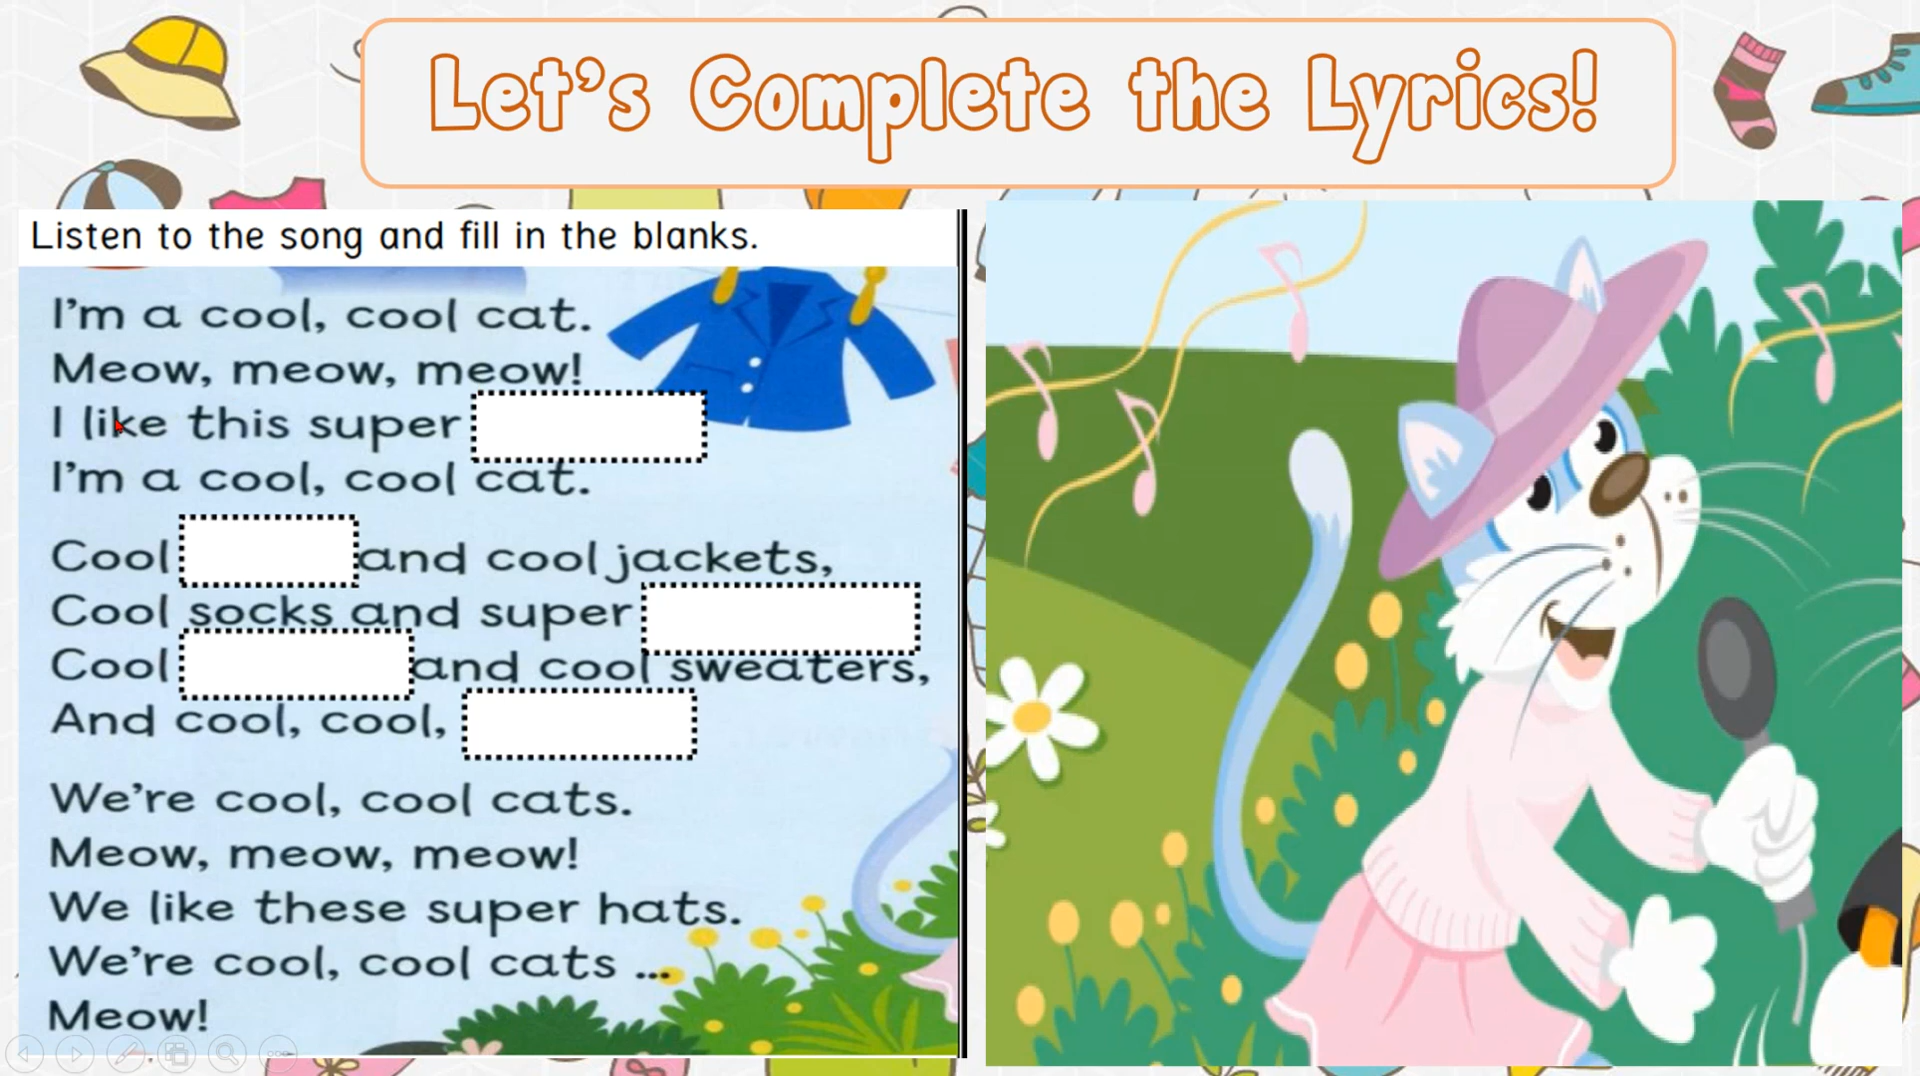 Let's Complete the Lyrics!
Listen to the song and fill in the blanks.
I'm a cool, cool cat.
Meow, meow, meow!
I like this super
I'm a cool, cool cat.
Cool and cool jackets,
Cool socks and super
Cool and cool sweaters,
And cool, cool,
We're cool, cool cats.
Meow, meow, meow!
We like these super hats.
We're cool, cool cats ...
Meow!